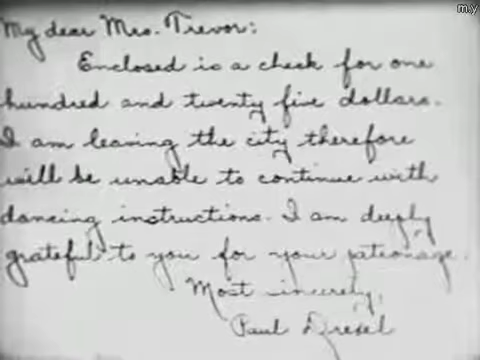 m.y
My dear Mrs. Trevor:
Enclosed is a check for one
hundred and twenty five dollars.
I am leaving the city therefore
will be unable to continue with
dancing instructions. I am deeply
grateful to you for your patronage.
Most sincerely,
Paul Drexel